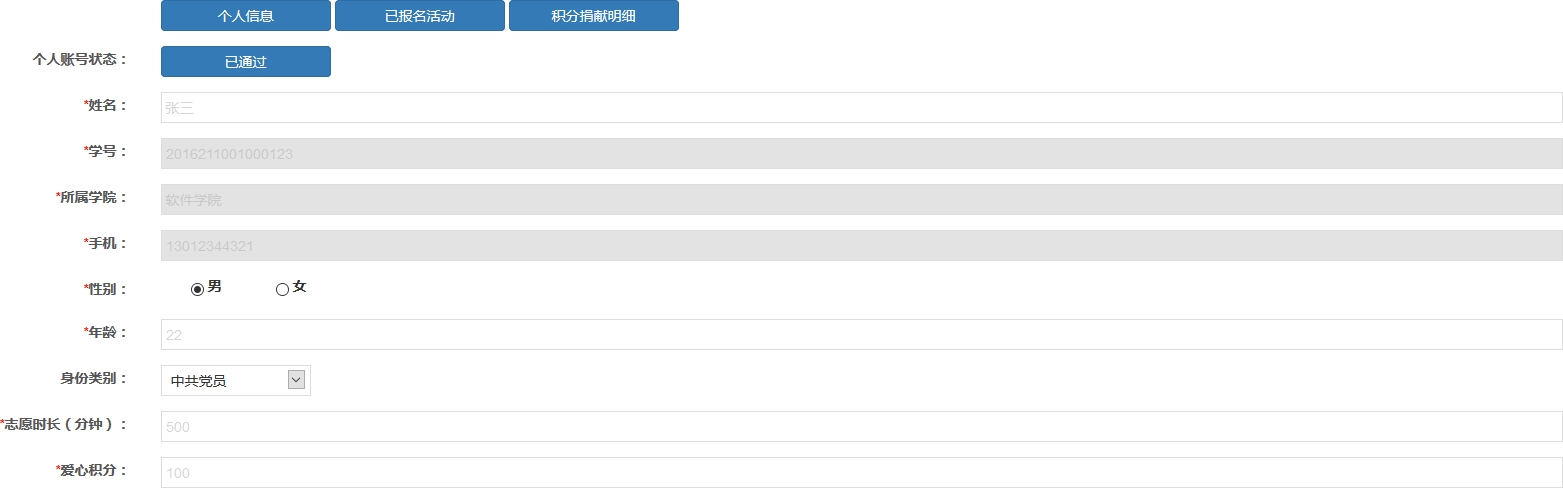 个人信息 已报名活动 积分捐献明细
个人账号状态： 已通过
*姓名： 张三
*学号： 2016211001000123
*所属学院： 软件学院
*手机： 13012344321
*性别： 男 女
*年龄： 22
身份类别： 中共党员
*志愿时长（分钟）： 500
*爱心积分： 100